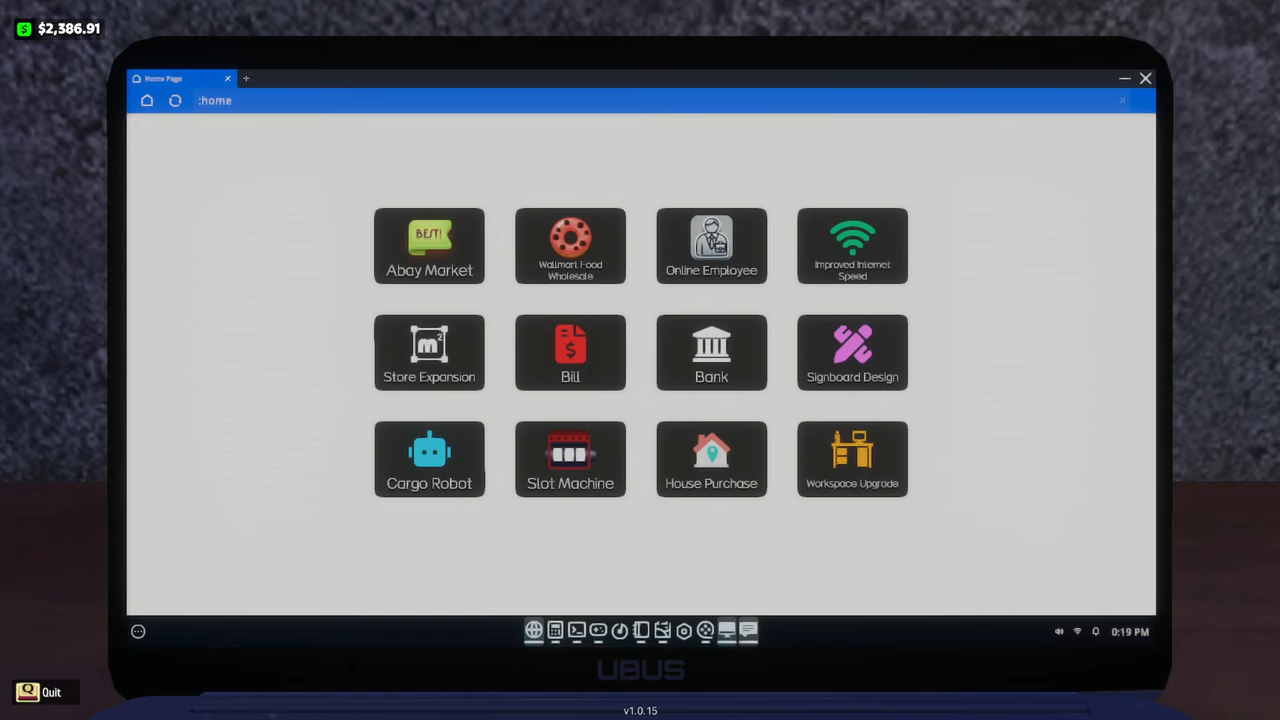 $ $2,386.91
Home Page
:home
BEST!
Abay Market
Wallmart Food
Wholesale
Online Employee
Improved Internet
Speed
m²
Store Expansion
$
Bill
Bank
Signboard Design
Cargo Robot
Slot Machine
House Purchase
Workspace Upgrade
0:19 PM
UBUS
Q Quit
v1.0.15